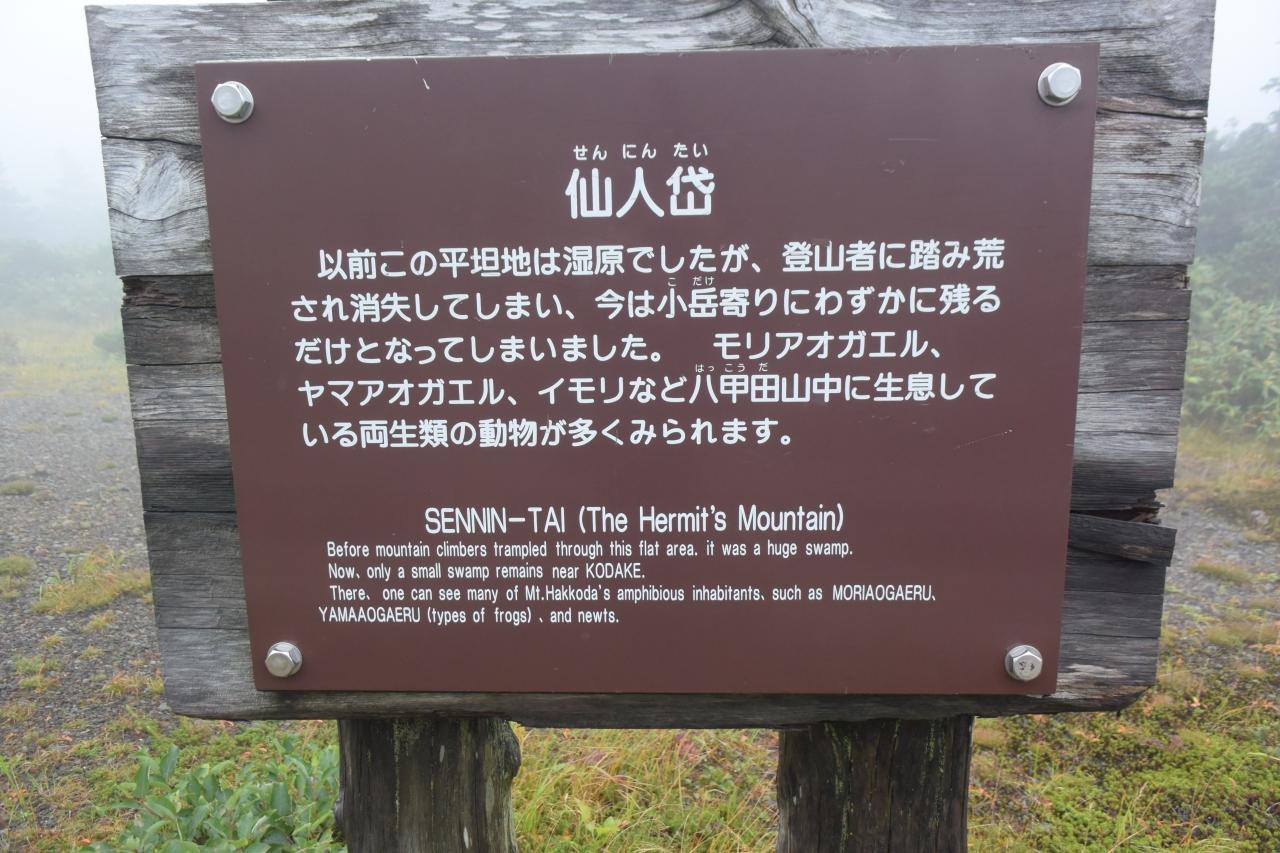 せん にん たい
仙人岱
以前この平坦地は湿原でしたが、登山者に踏み荒
され消失してしまい、今は小岳寄りにわずかに残る
こ だけ
だけとなってしまいました。 モリアオガエル、
ヤマアオガエル、イモリなど八甲田山中に生息して
はっ こう だ
いる両生類の動物が多くみられます。
SENNIN-TAI (The Hermit's Mountain)
Before mountain climbers trampled through this flat area. it was a huge swamp.
Now、only a small swamp remains near KODAKE.
There、one can see many of Mt.Hakkoda's amphibious inhabitants、such as MORIAOGAERU、
YAMAAOGAERU (types of frogs) 、and newts.